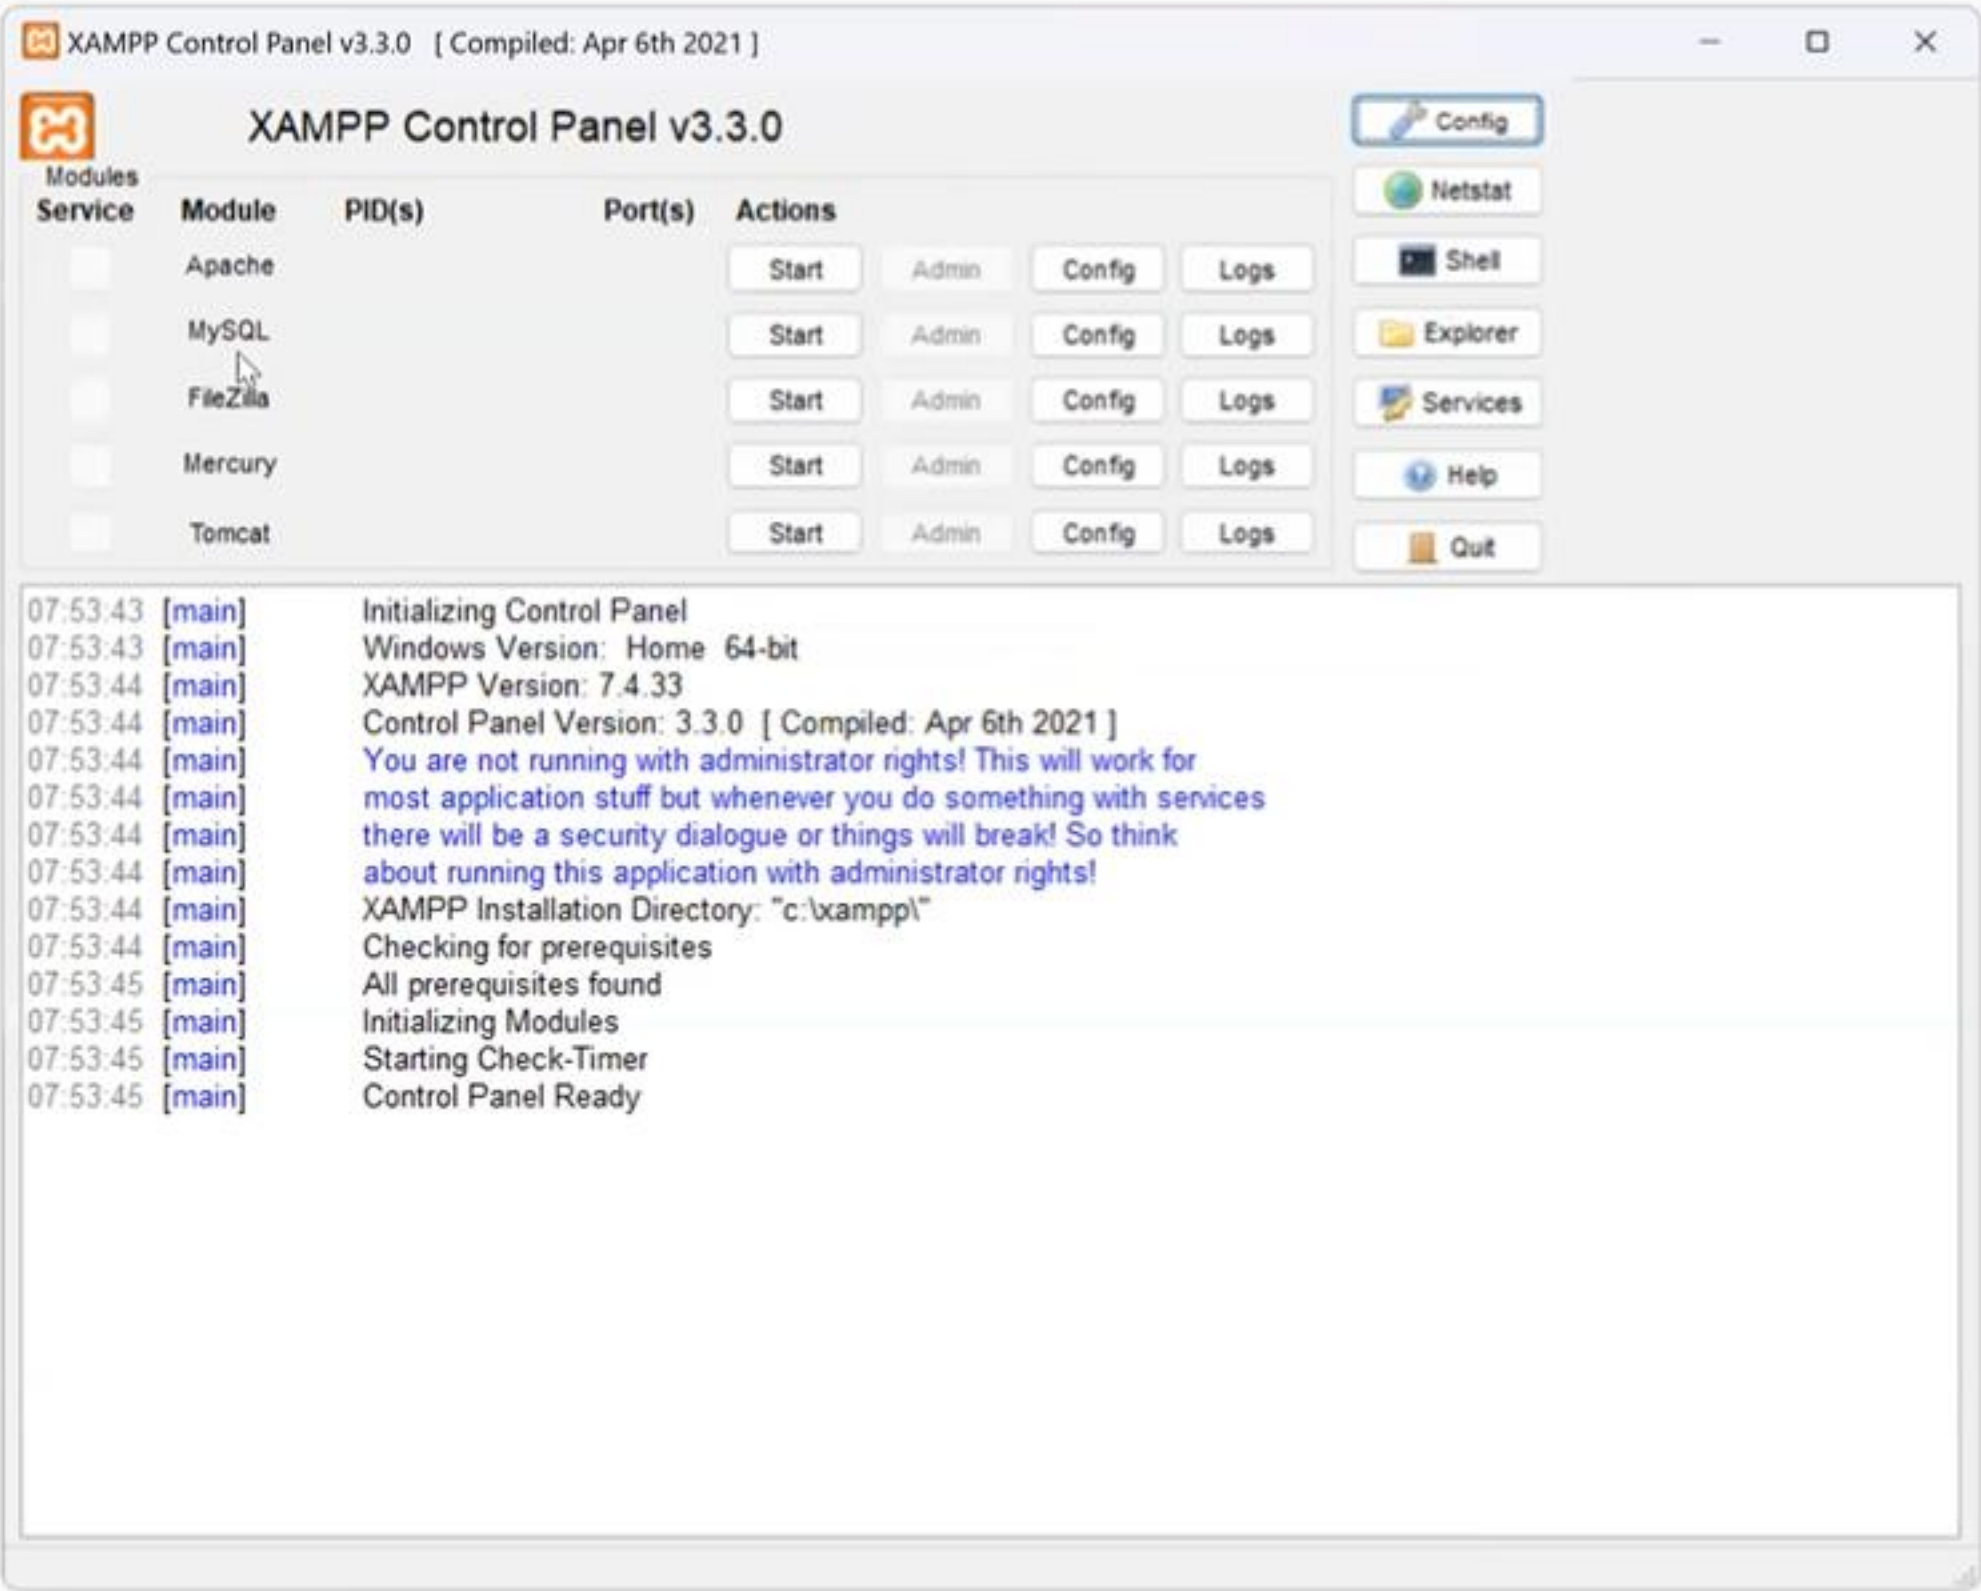 XAMPP Control Panel v3.3.0 [ Compiled: Apr 6th 2021 ]
XAMPP Control Panel v3.3.0
Config
Modules
Netstat
Service Module PID(s) Port(s) Actions
Apache Start Admin Config Logs
Shell
MySQL Start Admin Config Logs
Explorer
FileZilla Start Admin Config Logs
Services
Mercury Start Admin Config Logs
Help
Tomcat Start Admin Config Logs
Quit
07:53:43 [main] Initializing Control Panel
07:53:43 [main] Windows Version: Home 64-bit
07:53:44 [main] XAMPP Version: 7.4.33
07:53:44 [main] Control Panel Version: 3.3.0 [ Compiled: Apr 6th 2021 ]
07:53:44 [main] You are not running with administrator rights! This will work for
07:53:44 [main] most application stuff but whenever you do something with services
07:53:44 [main] there will be a security dialogue or things will break! So think
07:53:44 [main] about running this application with administrator rights!
07:53:44 [main] XAMPP Installation Directory: "c:\xampp\"
07:53:44 [main] Checking for prerequisites
07:53:45 [main] All prerequisites found
07:53:45 [main] Initializing Modules
07:53:45 [main] Starting Check-Timer
07:53:45 [main] Control Panel Ready